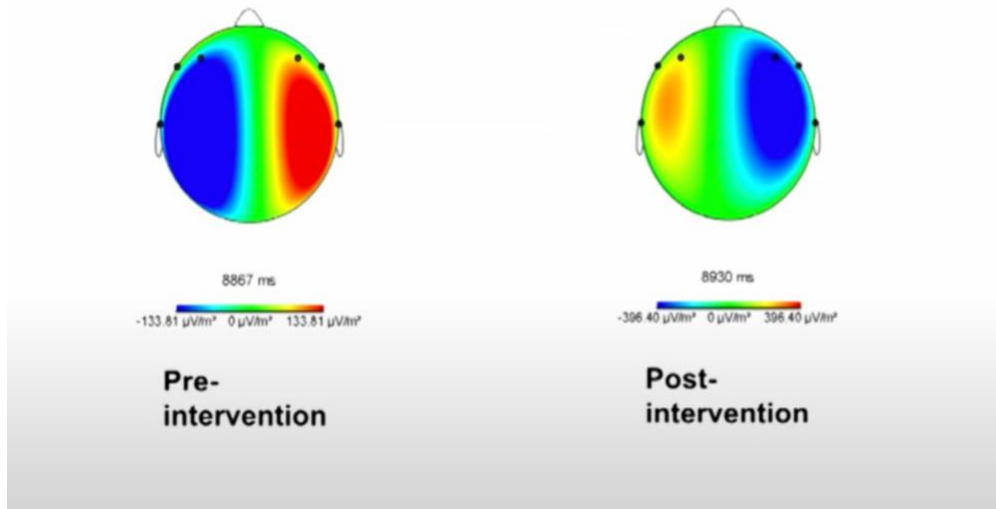 8867 ms
-133.81 µV/m² 0 µV/m² 133.81 µV/m²
Pre-
intervention
8930 ms
-396.40 µV/m² 0 µV/m² 396.40 µV/m²
Post-
intervention